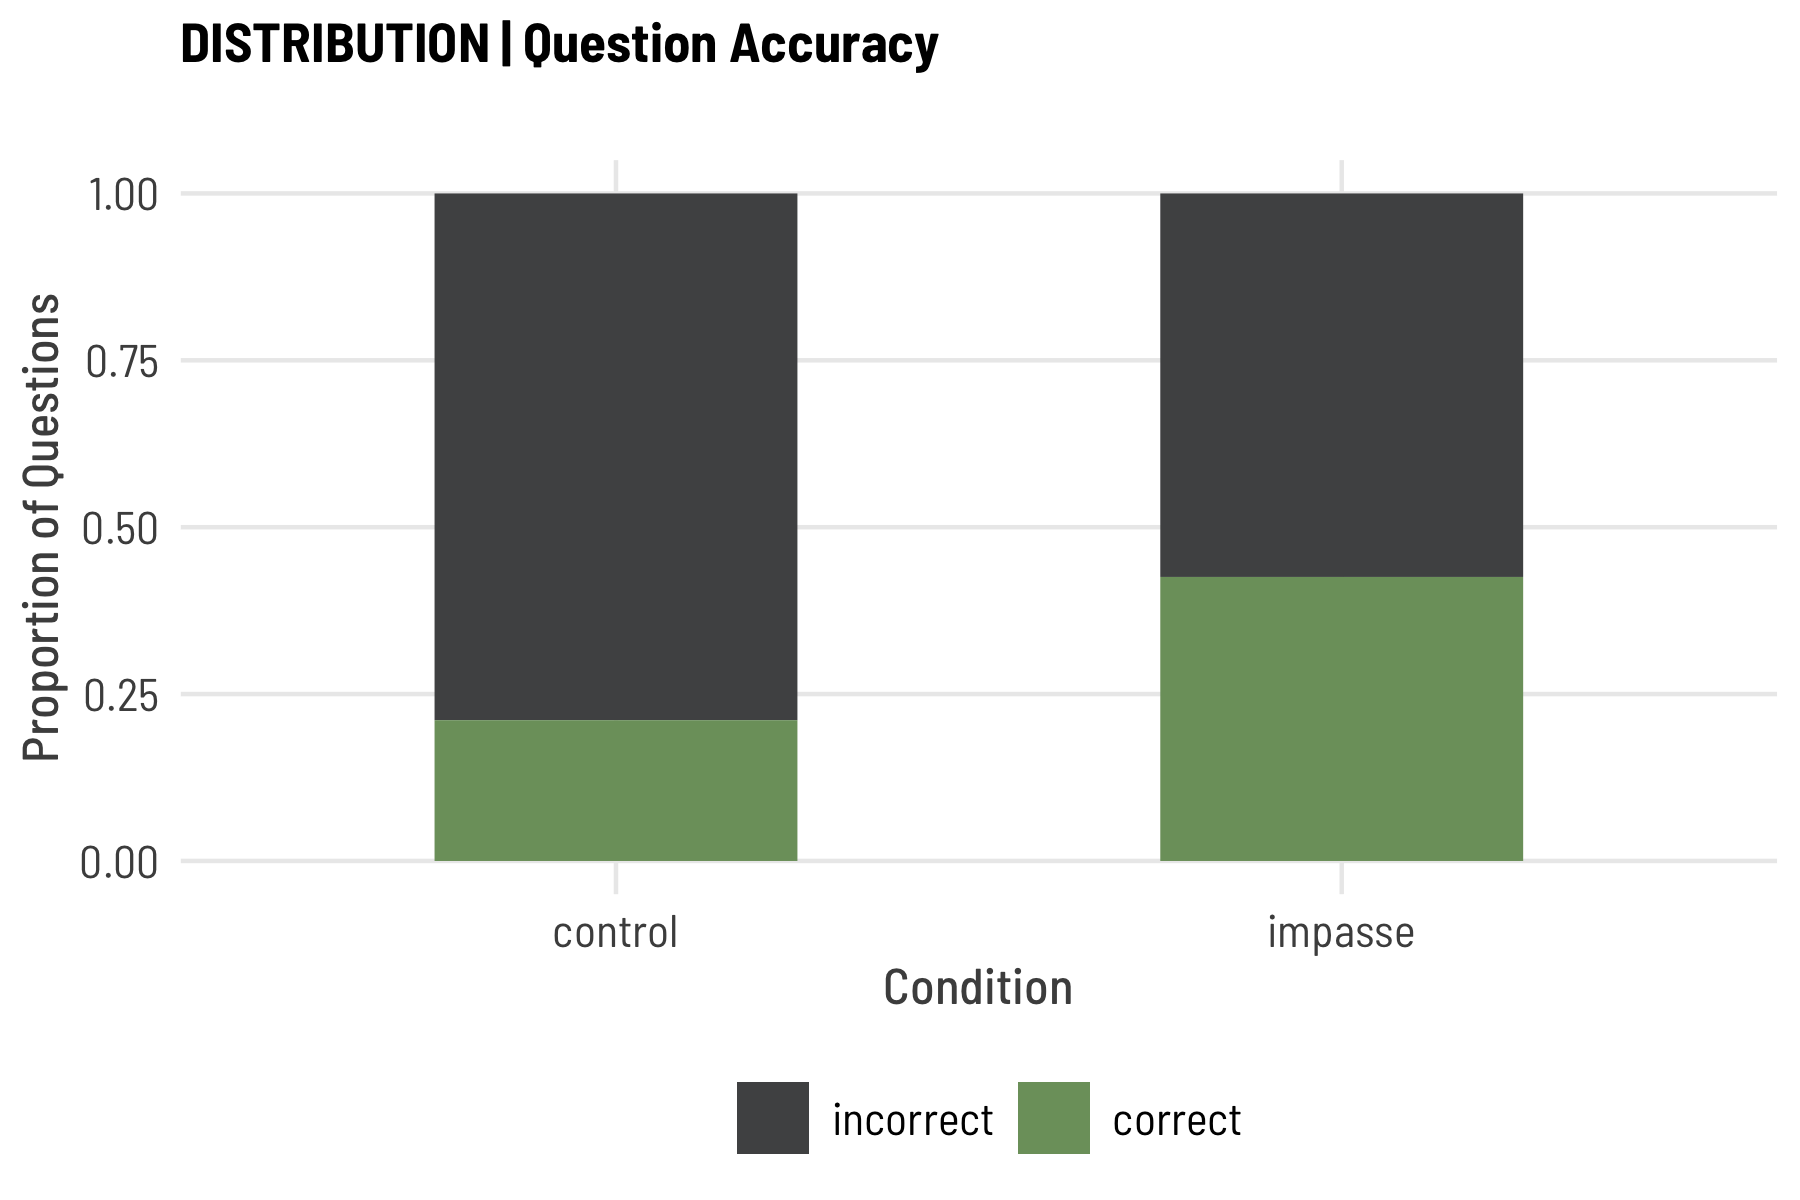 DISTRIBUTION | Question Accuracy
Proportion of Questions
1.00
0.75
0.50
0.25
0.00
control
impasse
Condition
incorrect
correct